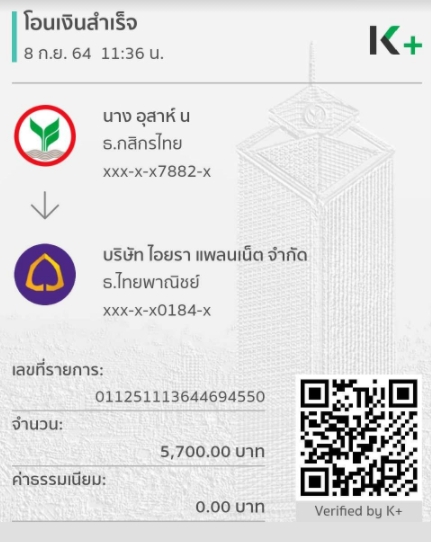 โอนเงินสำเร็จ
8 ก.ย. 64 11:36 น.
K+
นาง อุสาห์ น
ธ.กสิกรไทย
xxx-x-x7882-x
บริษัท ไอยรา แพลนเน็ต จำกัด
ธ.ไทยพาณิชย์
xxx-x-x0184-x
เลขที่รายการ:
011251113644694550
จำนวน:
5,700.00 บาท
ค่าธรรมเนียม:
0.00 บาท
Verified by K+